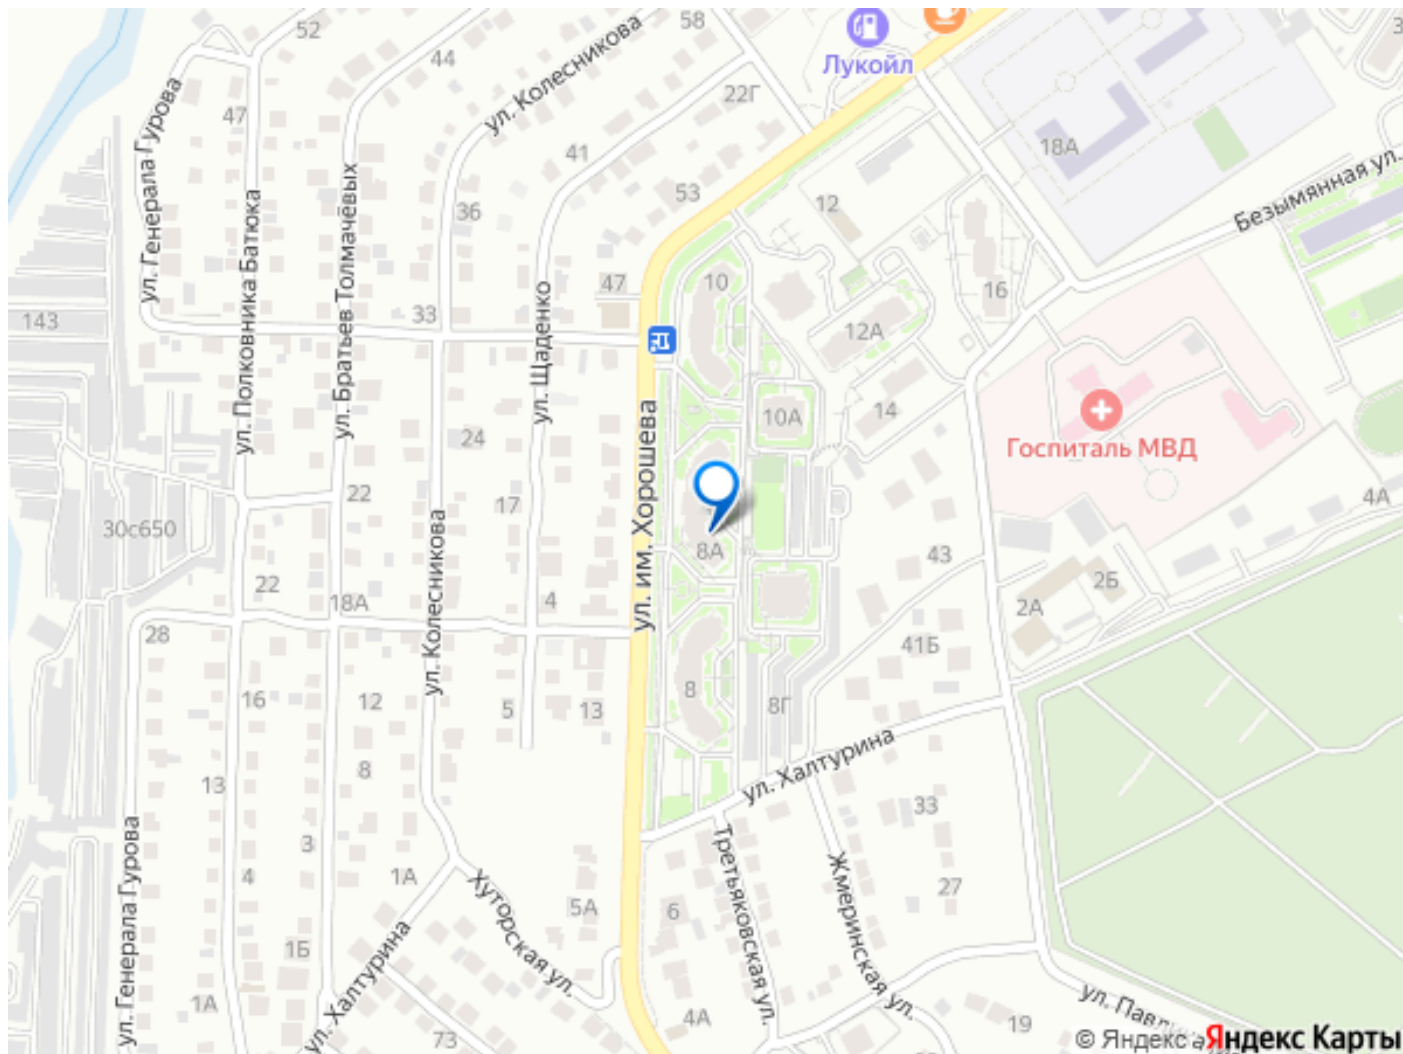 52
58
44
ул. Колесникова
Лукойл
22Г
47
ул. Генерала Гурова
41
18А
53
36
12
Безымянная ул.
ул. Полковника Батюка
ул. Братьев Толмачёвых
10
47
16
143
33
12А
ул. Щаденко
ул. им. Хорошева
10А
14
Госпиталь МВД
24
22
17
4А
30с650
8А
43
ул. Колесникова
22
18А
4
2Б
2А
28
41Б
16
12
5
13
8
8Г
ул. Халтурина
8
13
33
3
Третьяковская ул.
Жмеринская ул.
ул. Генерала Гурова
4
1А
Хуторская ул.
27
5А
6
1Б
ул. Халтурина
1А
73
4А
19
© Яндекс
Яндекс Карты